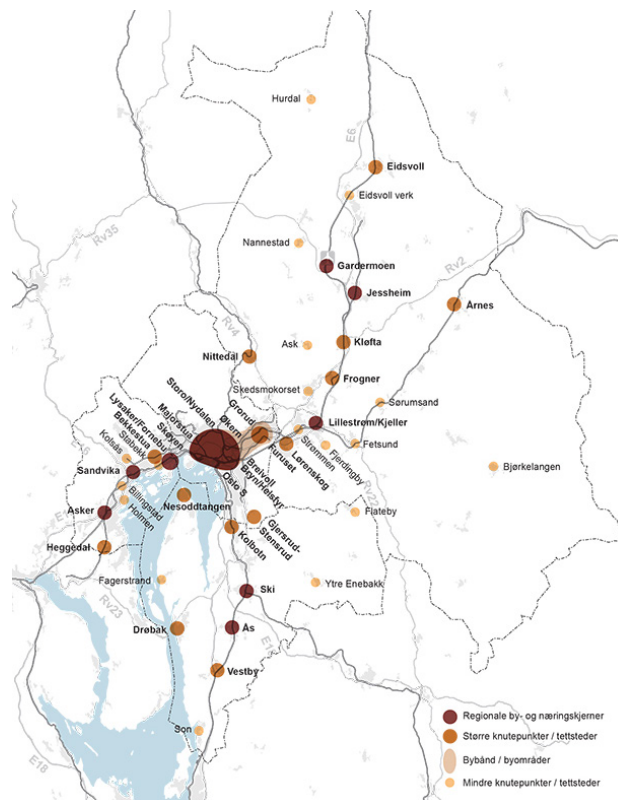 Hurdal
E6
Eidsvoll
Eidsvoll verk
Rv35
Nannestad
Rv2
Gardermoen
Jessheim
Årnes
Rv4
Ask
Kløfta
Nittedal
Frogner
Skedsmokorset
Sørumsand
Storo/Nydalen
Grorud
Økern
Majorstua
Lysaker/Fornebu
Skøyen
Bekkestua
Stabekk
Kolsås
Lillestrøm/Kjeller
Strømmen
Fjerdingby
Fetsund
Furuset
Lørenskog
Breivoll
Bryn/Helsfyr
Oslo S
Sandvika
Bjørkelangen
Rv22
Billingstad
Holmen
Nesoddtangen
Asker
Gjersrud-
Stensrud
Flateby
Kolbotn
Heggedal
Fagerstrand
Ytre Enebakk
Ski
Rv23
Drøbak
Ås
Vestby
Son
E18
Regionale by- og næringskjerner
Større knutepunkter / tettsteder
Bybånd / byområder
Mindre knutepunkter / tettsteder